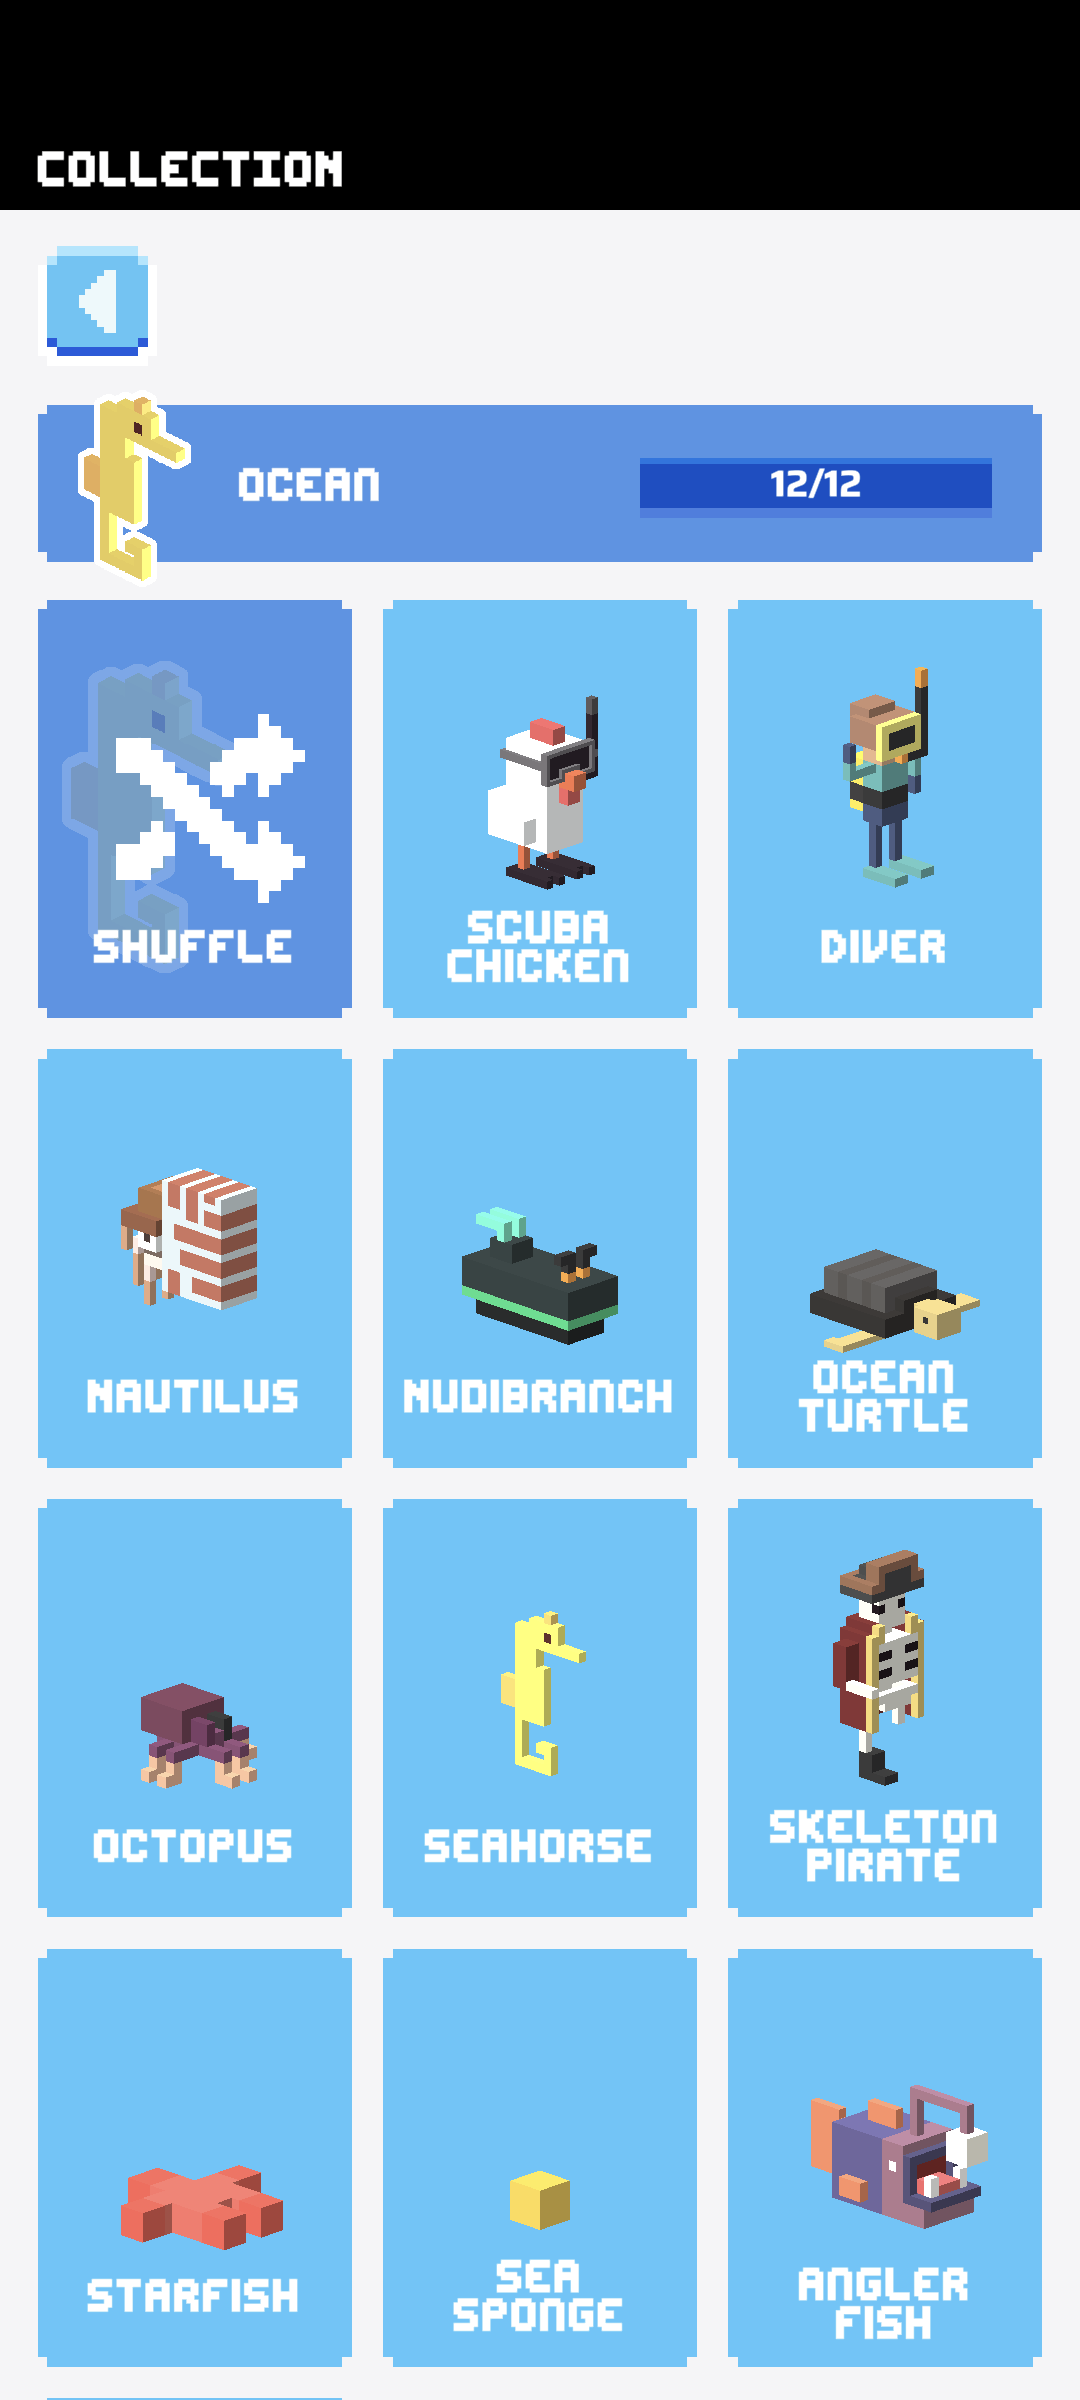 COLLECTION
OCEAN
12/12
SHUFFLE
SCUBA
CHICKEN
DIVER
NAUTILUS
NUDIBRANCH
OCEAN
TURTLE
OCTOPUS
SEAHORSE
SKELETON
PIRATE
STARFISH
SEA
SPONGE
ANGLER
FISH